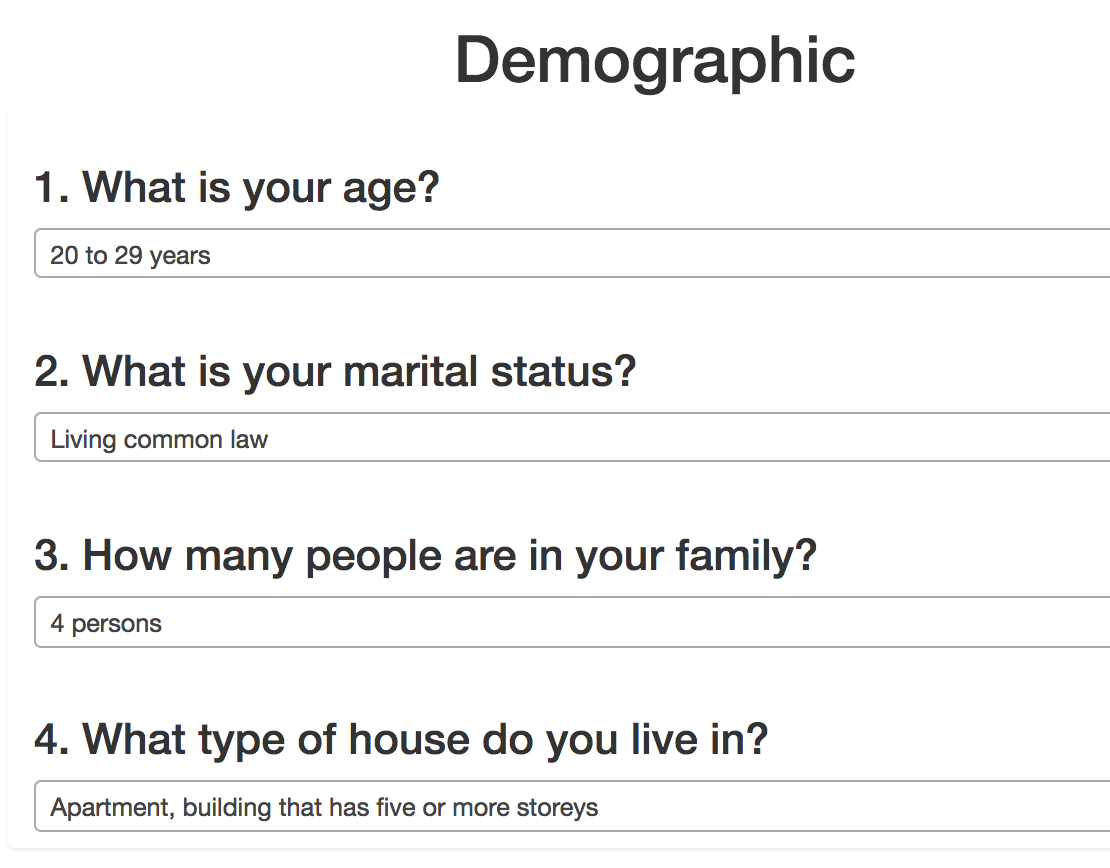 Demographic
1. What is your age?
20 to 29 years
2. What is your marital status?
Living common law
3. How many people are in your family?
4 persons
4. What type of house do you live in?
Apartment, building that has five or more storeys